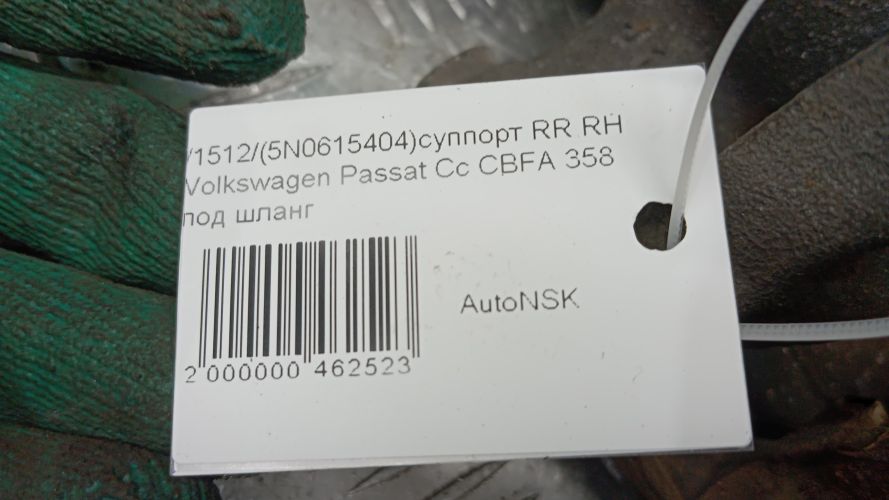 /1512/(5N0615404)суппорт RR RH
Volkswagen Passat Cc CBFA 358
под шланг
AutoNSK
2 000000 462523